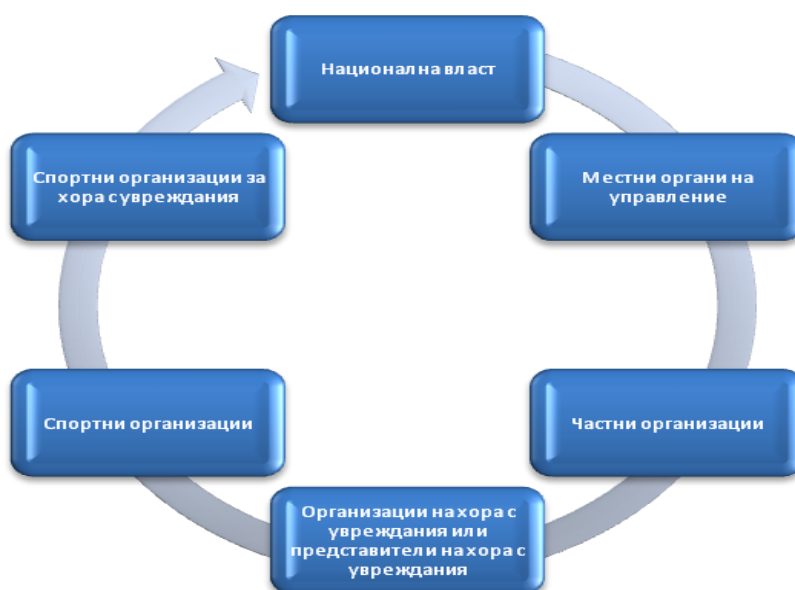 Национална власт
Местни органи на
управление
Частни организации
Организации на хора с
увреждания или
представители на хора с
увреждания
Спортни организации
Спортни организации за
хора с увреждания